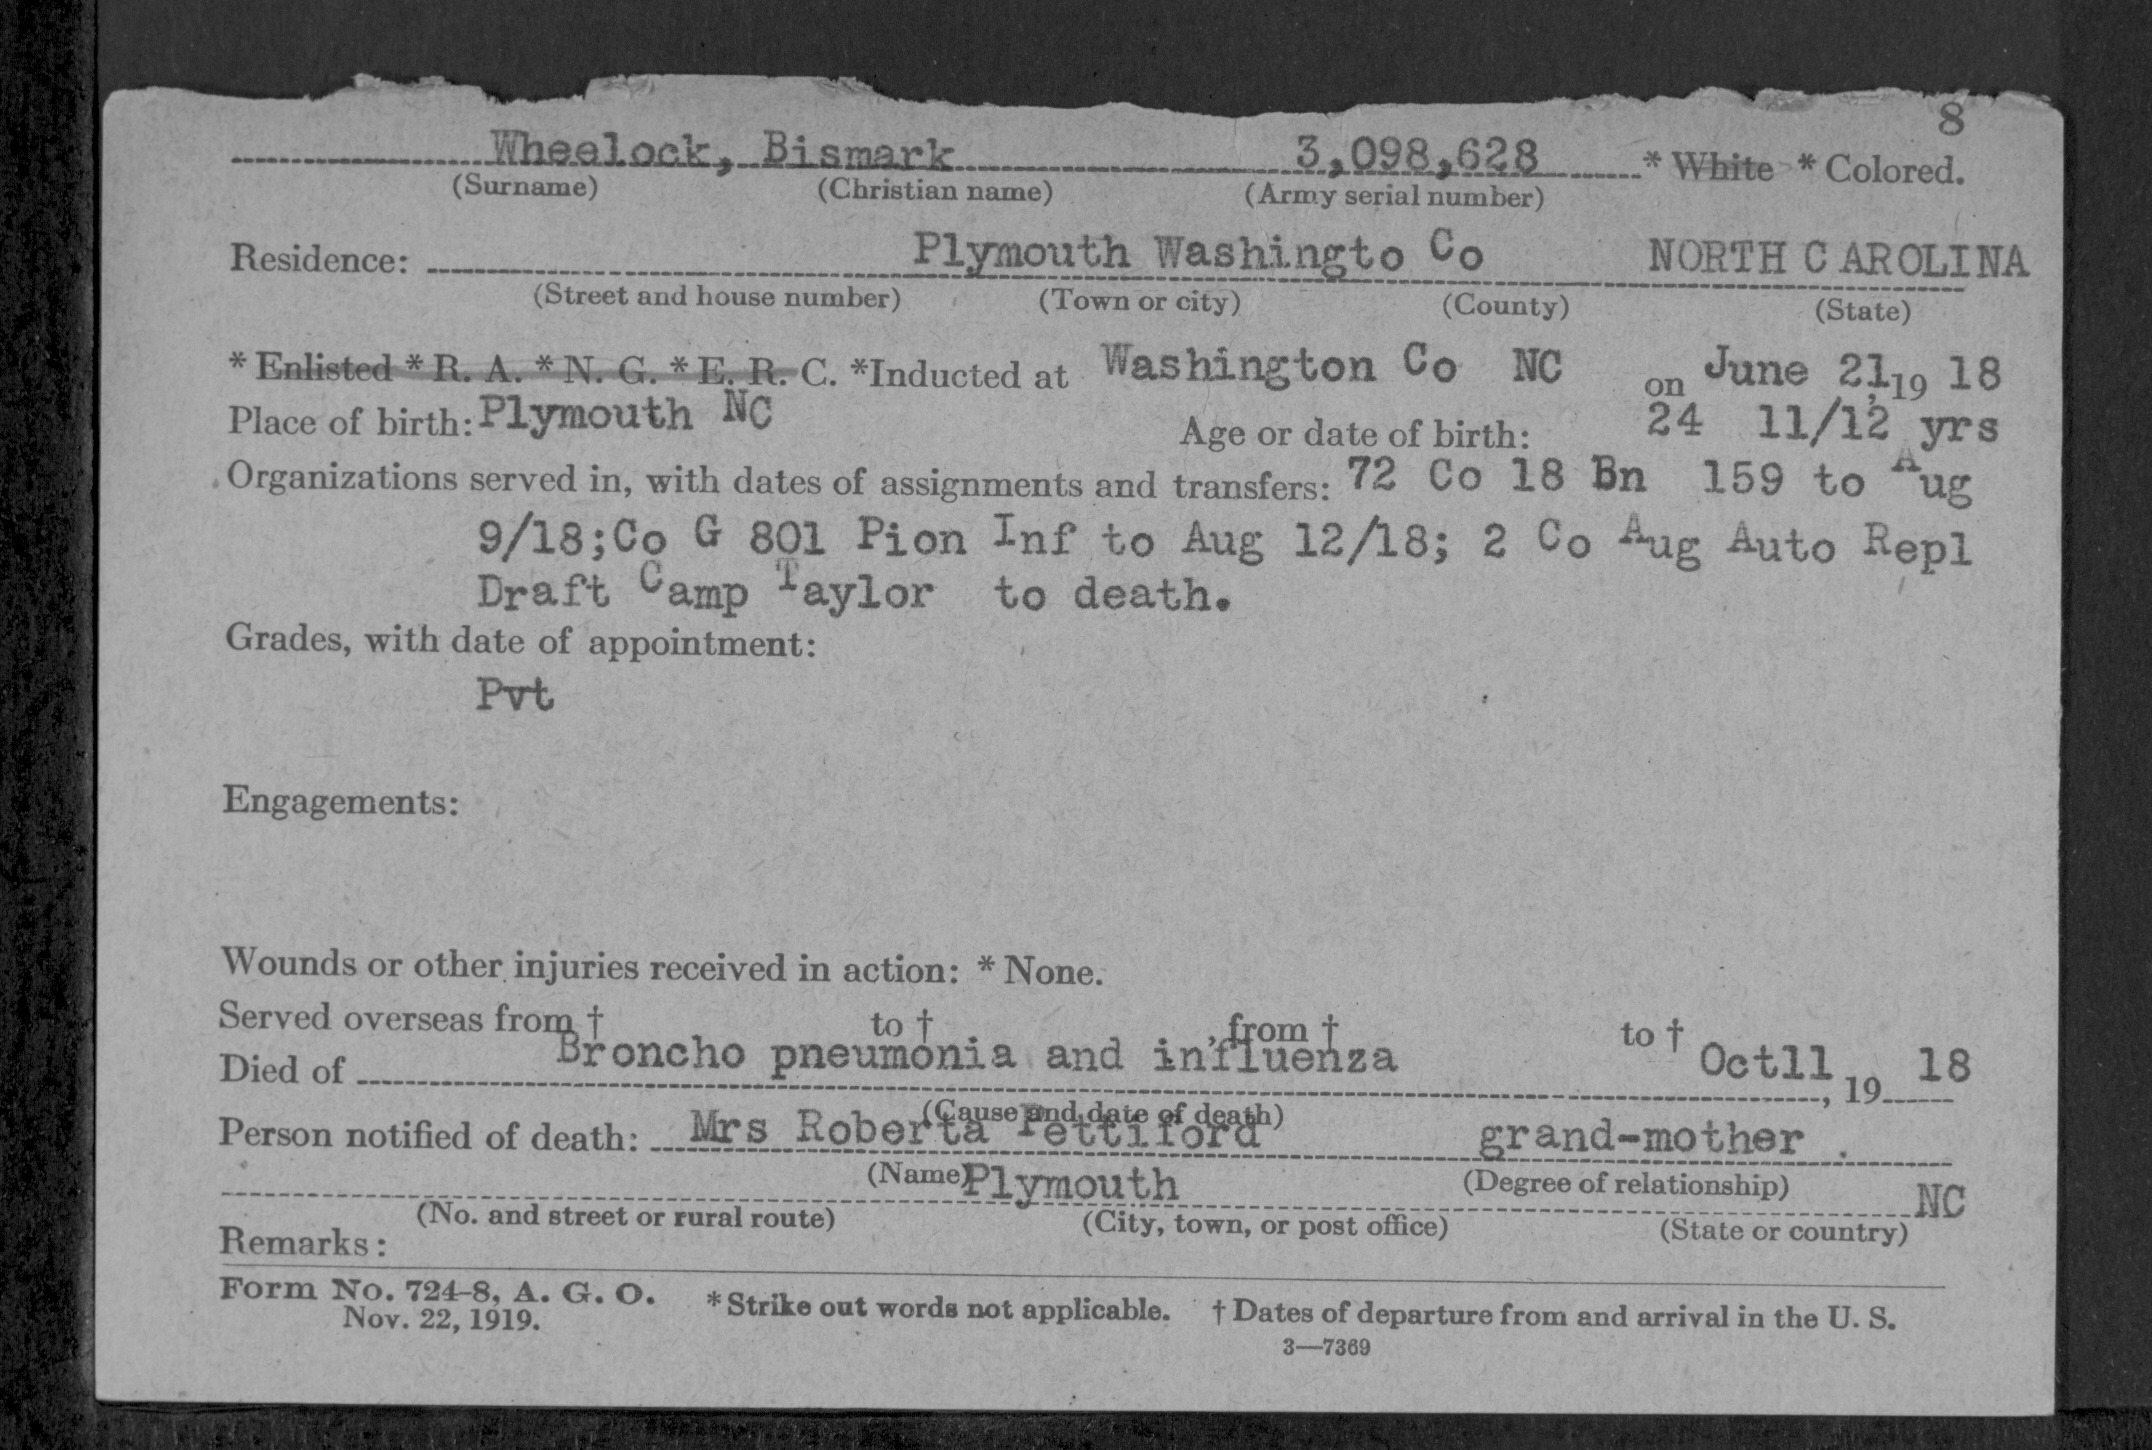 8
Wheelock, Bismark 3,098,628 * White * Colored.
(Surname) (Christian name) (Army serial number)
Residence: Plymouth Washingto Co NORTH CAROLINA
(Street and house number) (Town or city) (County) (State)
* Enlisted * R. A. * N. G. * E. R. C. *Inducted at Washington Co NC on June 21, 19 18
Place of birth: Plymouth NC Age or date of birth: 24 11/12 yrs
Organizations served in, with dates of assignments and transfers: 72 Co 18 Bn 159 to Aug
9/18; Co G 801 Pion Inf to Aug 12/18; 2 Co Aug Auto Repl
Draft Camp Taylor to death.
Grades, with date of appointment:
Pvt
Engagements:
Wounds or other injuries received in action: * None.
Served overseas from † to †, from † to †
Died of Broncho pneumonia and influenza Oct11, 19 18
(Cause and date of death)
Person notified of death: Mrs Roberta Pettiford grand-mother
(Name) (Degree of relationship)
Plymouth NC
(No. and street or rural route) (City, town, or post office) (State or country)
Remarks:
Form No. 724-8, A. G. O. * Strike out words not applicable. † Dates of departure from and arrival in the U. S.
Nov. 22, 1919.
3—7369